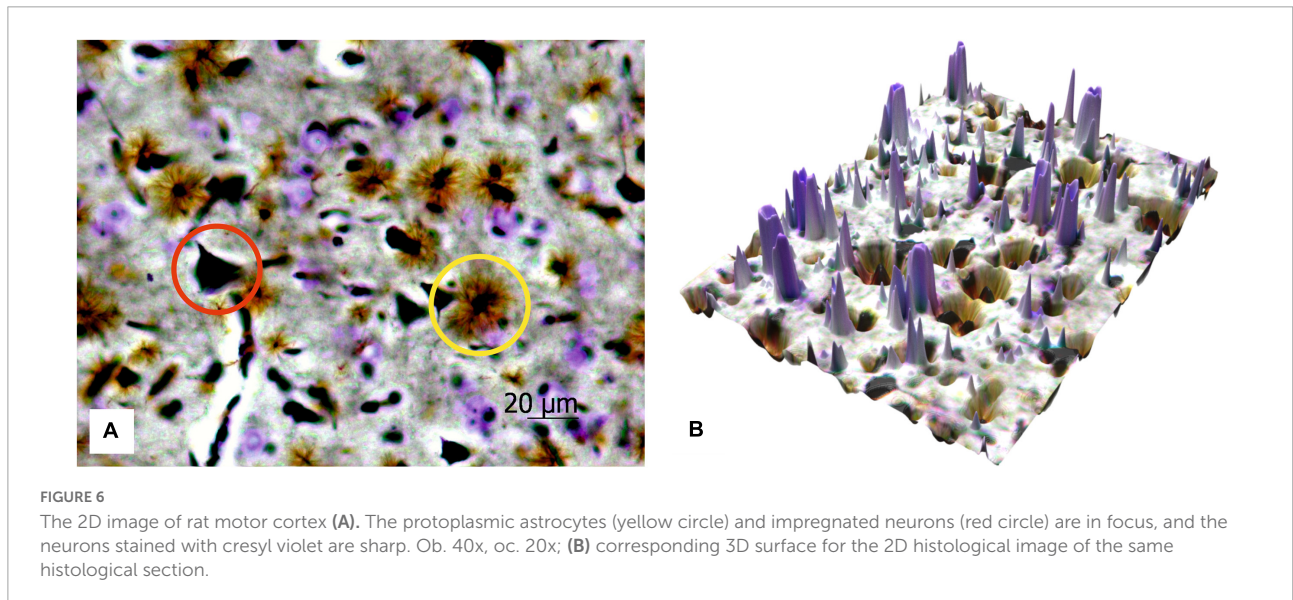 20 µm
A
B
FIGURE 6
The 2D image of rat motor cortex (A). The protoplasmic astrocytes (yellow circle) and impregnated neurons (red circle) are in focus, and the
neurons stained with cresyl violet are sharp. Ob. 40x, oc. 20x; (B) corresponding 3D surface for the 2D histological image of the same
histological section.